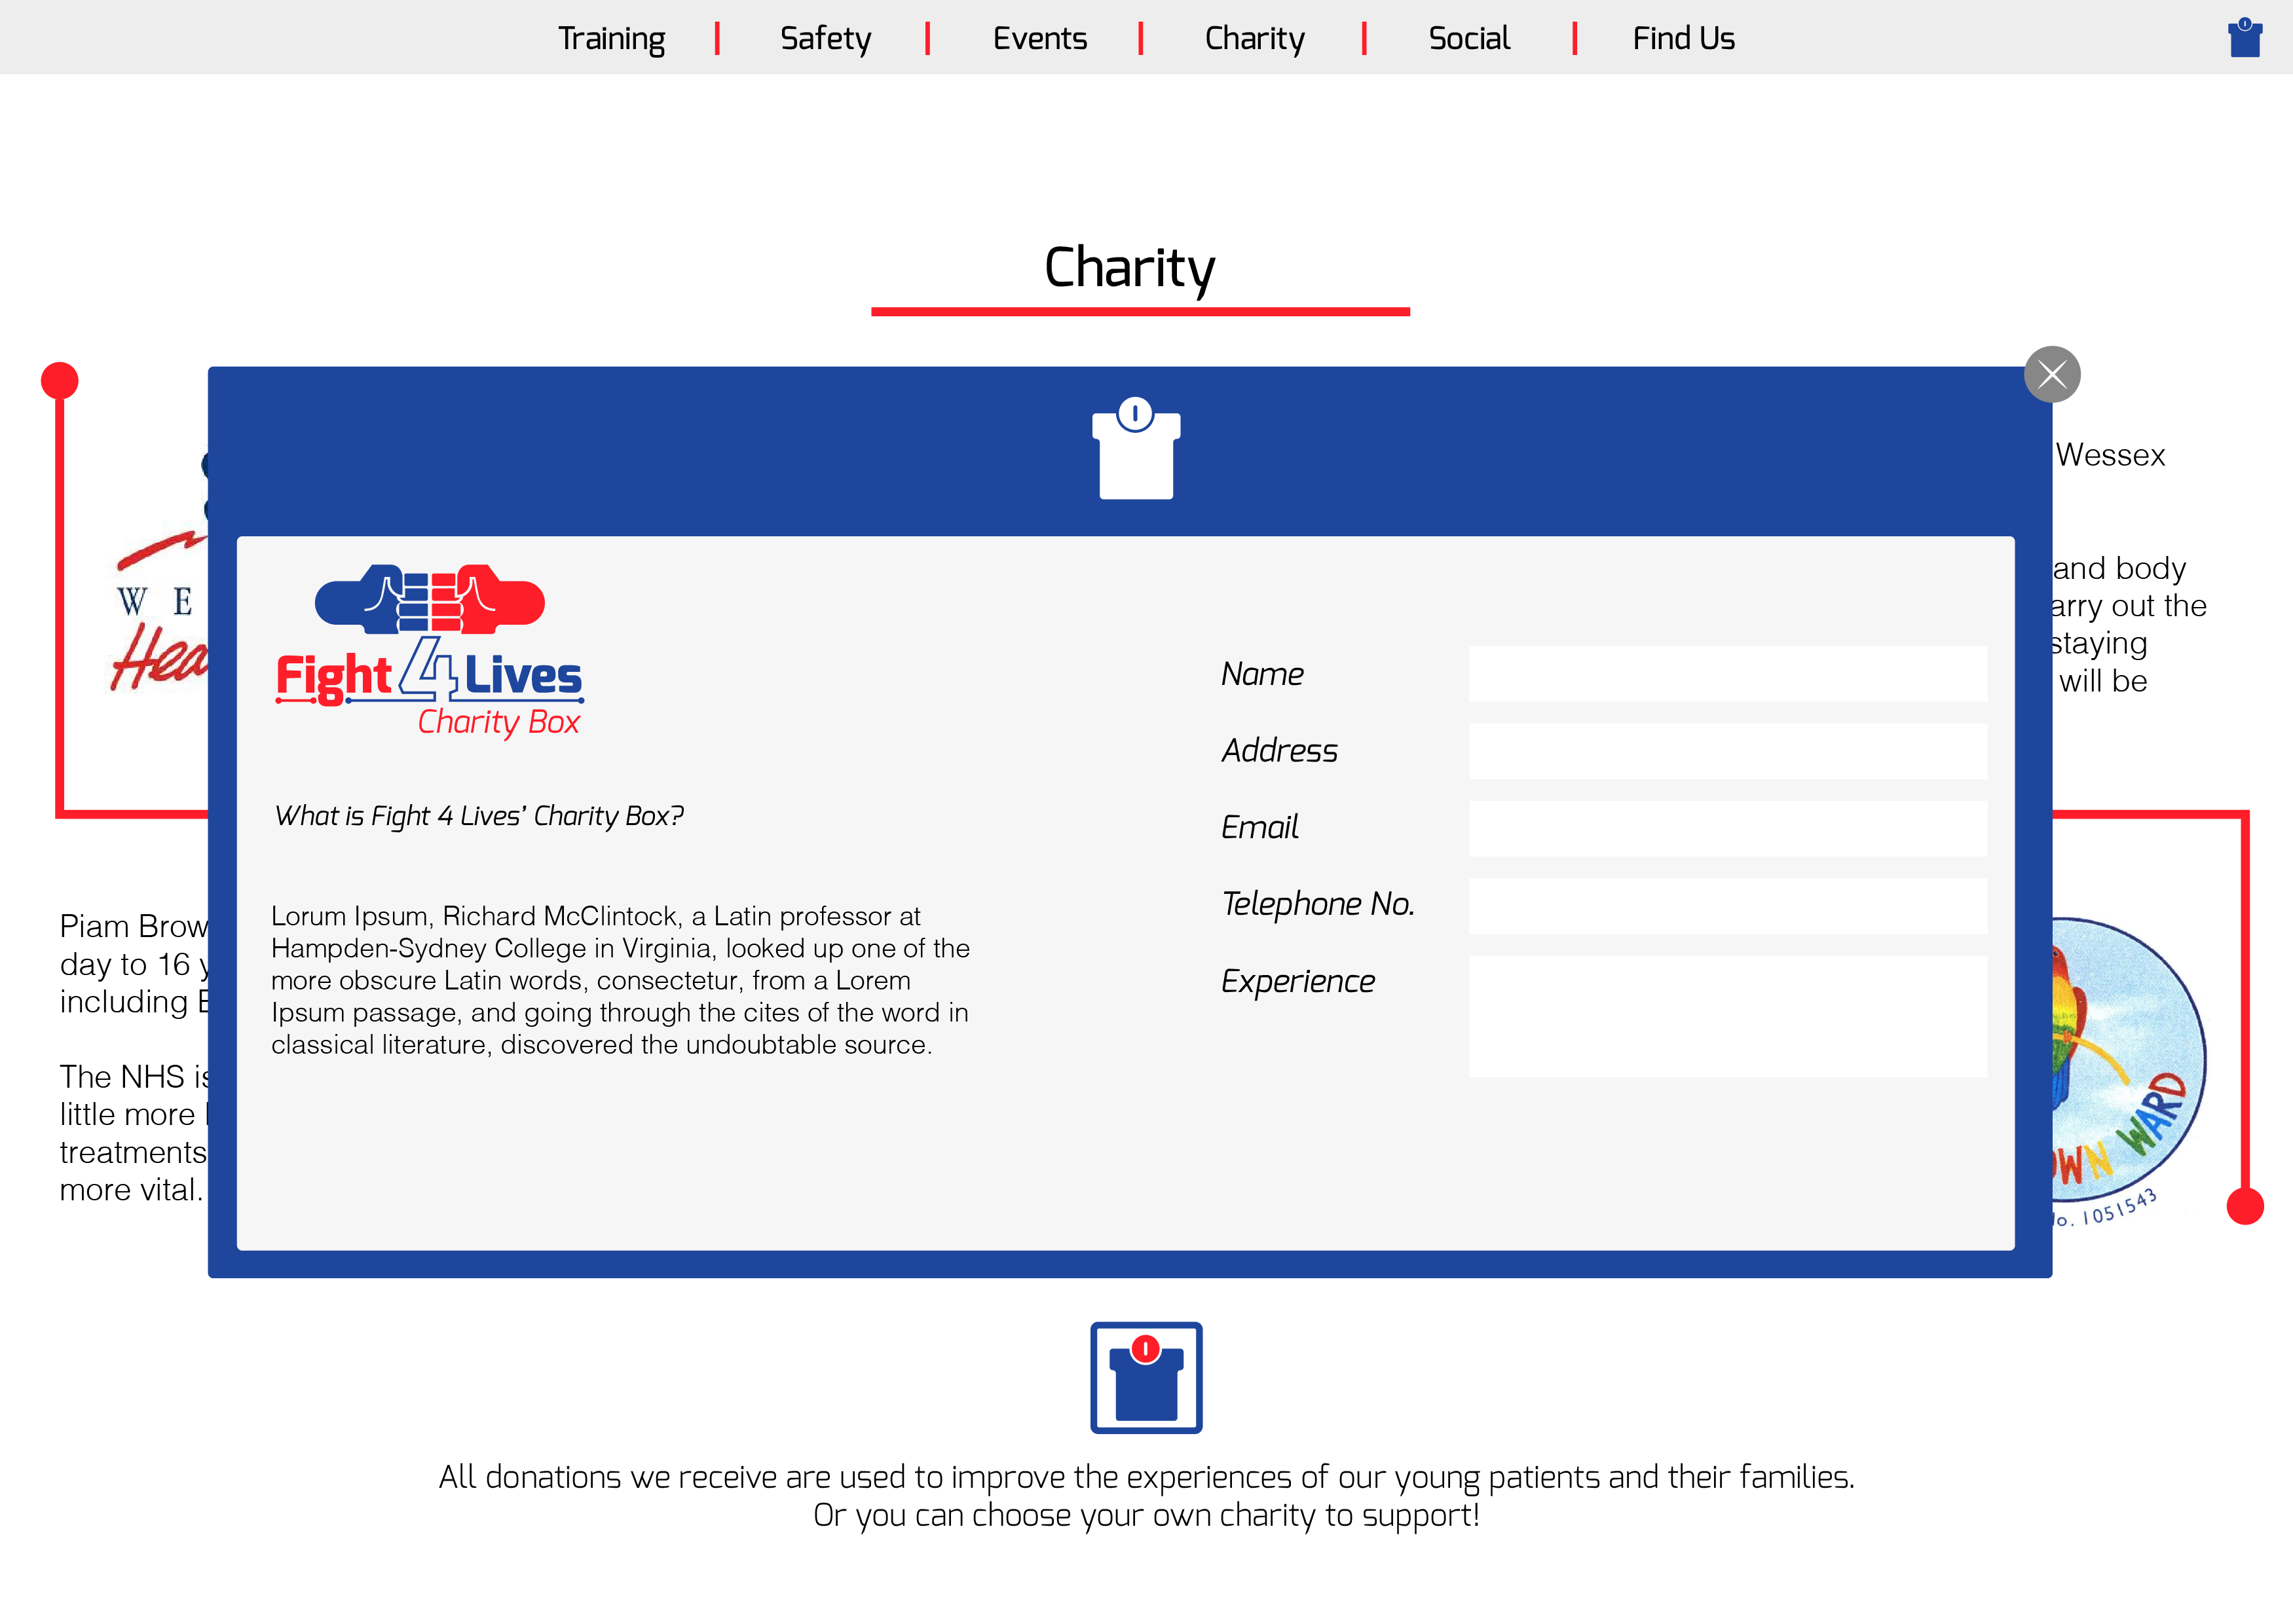 Training Safety Events Charity Social Find Us
Charity
Wessex
and body
arry out the
staying
will be
W E
Hea
Fight 4 Lives
Charity Box
What is Fight 4 Lives' Charity Box?
Lorum Ipsum, Richard McClintock, a Latin professor at
Hampden-Sydney College in Virginia, looked up one of the
more obscure Latin words, consectetur, from a Lorem
Ipsum passage, and going through the cites of the word in
classical literature, discovered the undoubtable source.
Name
Address
Email
Telephone No.
Experience
Piam Brow
day to 16 y
including E
The NHS is
little more
treatments
more vital.
OWN WARD
No. 1051543
All donations we receive are used to improve the experiences of our young patients and their families.
Or you can choose your own charity to support!